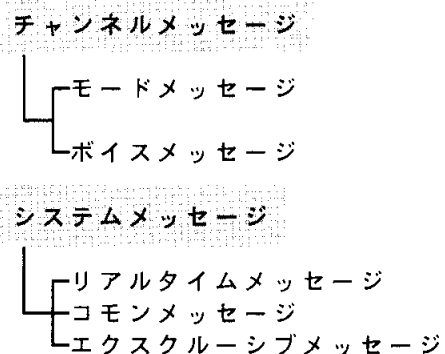 チャンネルメッセージ
モードメッセージ
ボイスメッセージ
システムメッセージ
リアルタイムメッセージ
コモンメッセージ
エクスクルーシブメッセージ